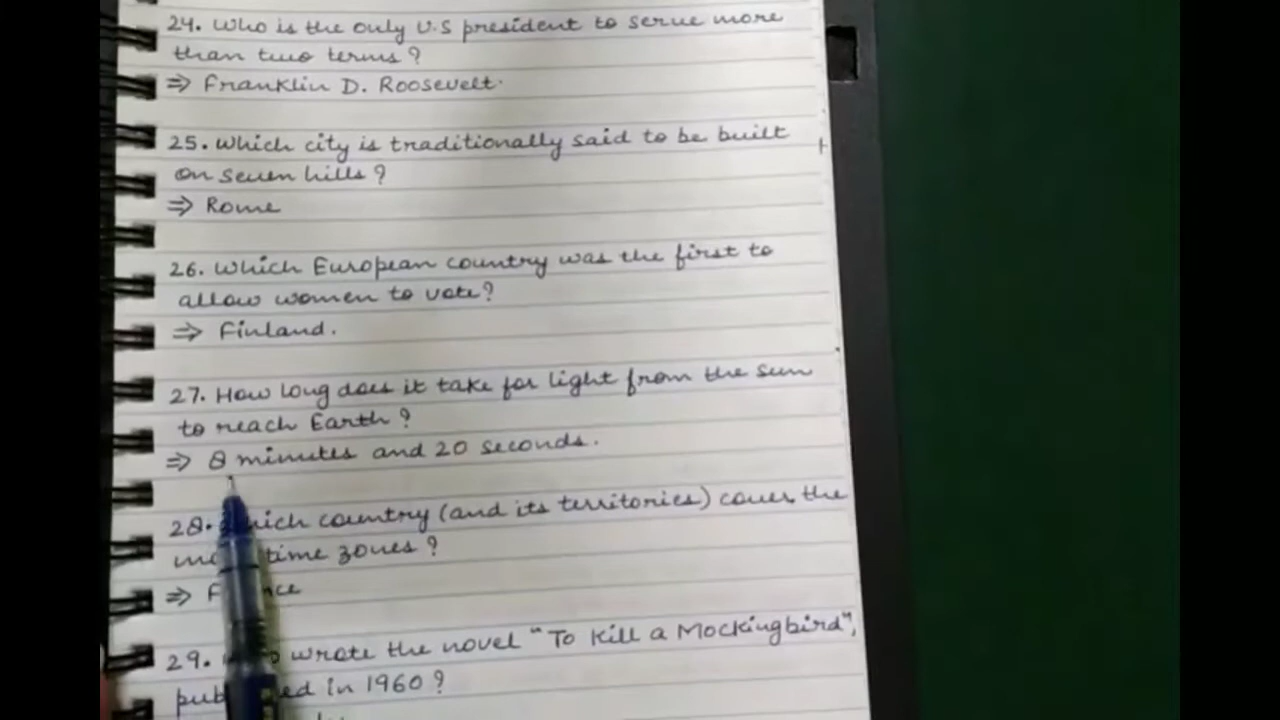 24. Who is the only U.S president to serve more
than two terms?
⇒ Franklin D. Roosevelt.
25. Which city is traditionally said to be built
on seven hills?
⇒ Rome
26. Which European country was the first to
allow women to vote?
⇒ Finland.
27. How long does it take for light from the sun
to reach Earth?
⇒ 8 minutes and 20 seconds.
28. Which country (and its territories) cover the
time zones?
⇒ France
29. wrote the novel "To Kill a Mockingbird",
published in 1960?